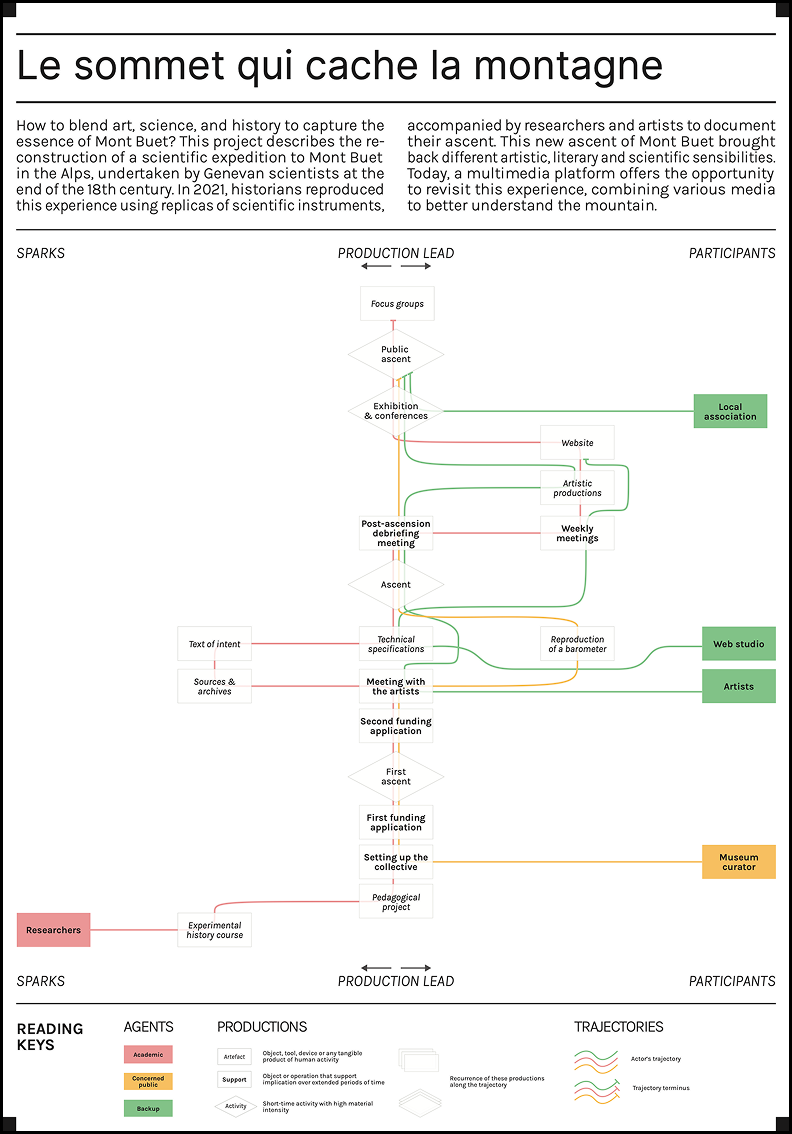 Le sommet qui cache la montagne
How to blend art, science, and history to capture the
essence of Mont Buet? This project describes the re-
construction of a scientific expedition to Mont Buet
in the Alps, undertaken by Genevan scientists at the
end of the 18th century. In 2021, historians reproduced
this experience using replicas of scientific instruments,
accompanied by researchers and artists to document
their ascent. This new ascent of Mont Buet brought
back different artistic, literary and scientific sensibilities.
Today, a multimedia platform offers the opportunity
to revisit this experience, combining various media
to better understand the mountain.
SPARKS
PRODUCTION LEAD
PARTICIPANTS
Focus groups
Public
ascent
Exhibition
& conferences
Local
association
Website
Artistic
productions
Post-ascension
debriefing
meeting
Weekly
meetings
Ascent
Text of intent
Technical
specifications
Reproduction
of a barometer
Web studio
Sources &
archives
Meeting with
the artists
Artists
Second funding
application
First
ascent
First funding
application
Setting up the
collective
Museum
curator
Pedagogical
project
Researchers
Experimental
history course
SPARKS
PRODUCTION LEAD
PARTICIPANTS
READING
KEYS
AGENTS
Academic
Concerned
public
Backup
PRODUCTIONS
Artefact
Object, tool, device or any tangible
product of human activity
Support
Object or operation that support
implication over extended periods of time
Activity
Short-time activity with high material
intensity
Recurrence of these productions
along the trajectory
TRAJECTORIES
Actor's trajectory
Trajectory terminus